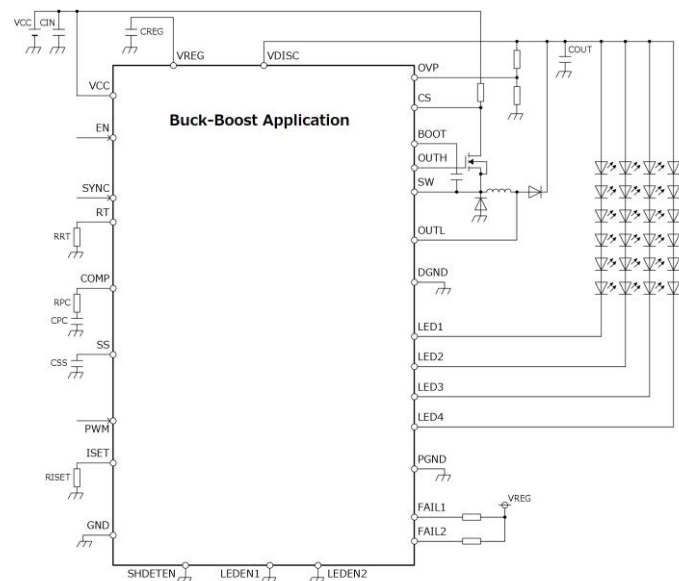 VCC CIN
CREG
VREG
VDISC
COUT
OVP
VCC
CS
Buck-Boost Application
BOOT
EN
OUTH
SYNC
SW
RT
RRT
OUTL
COMP
DGND
RPC
CPC
LED1
SS
CSS
LED2
LED3
PWM
LED4
ISET
PGND
RISET
VREG
FAIL1
GND
FAIL2
SHDETEN
LEDEN1
LEDEN2